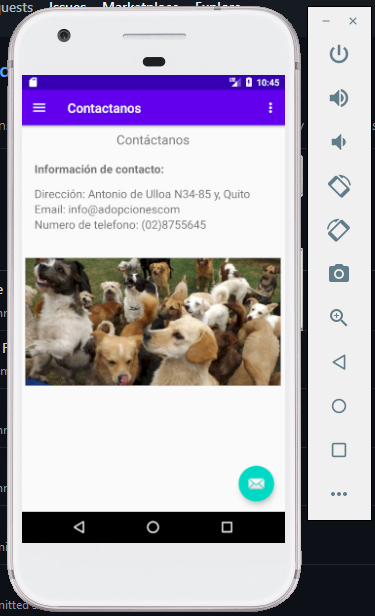 uests Issues Marketplace Explore
10:45
Contactanos
Contáctanos
Información de contacto:
Dirección: Antonio de Ulloa N34-85 y, Quito
Email: info@adopcionescom
Numero de telefono: (02)8755645
mitted s